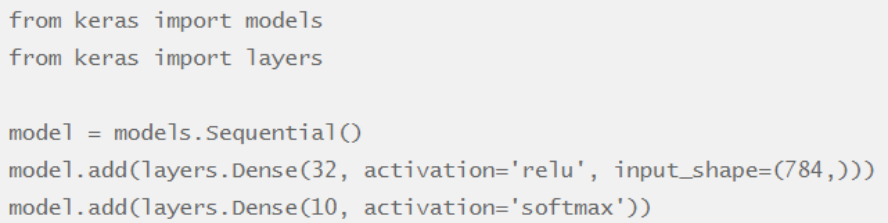 from keras import models
from keras import layers
model = models.Sequential()
model.add(layers.Dense(32, activation='relu', input_shape=(784,)))
model.add(layers.Dense(10, activation='softmax'))